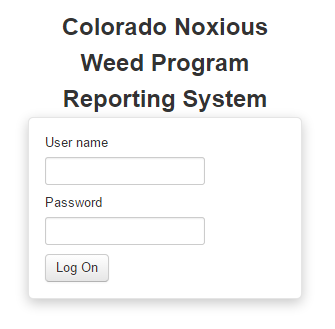 Colorado Noxious
Weed Program
Reporting System
User name
Password
Log On